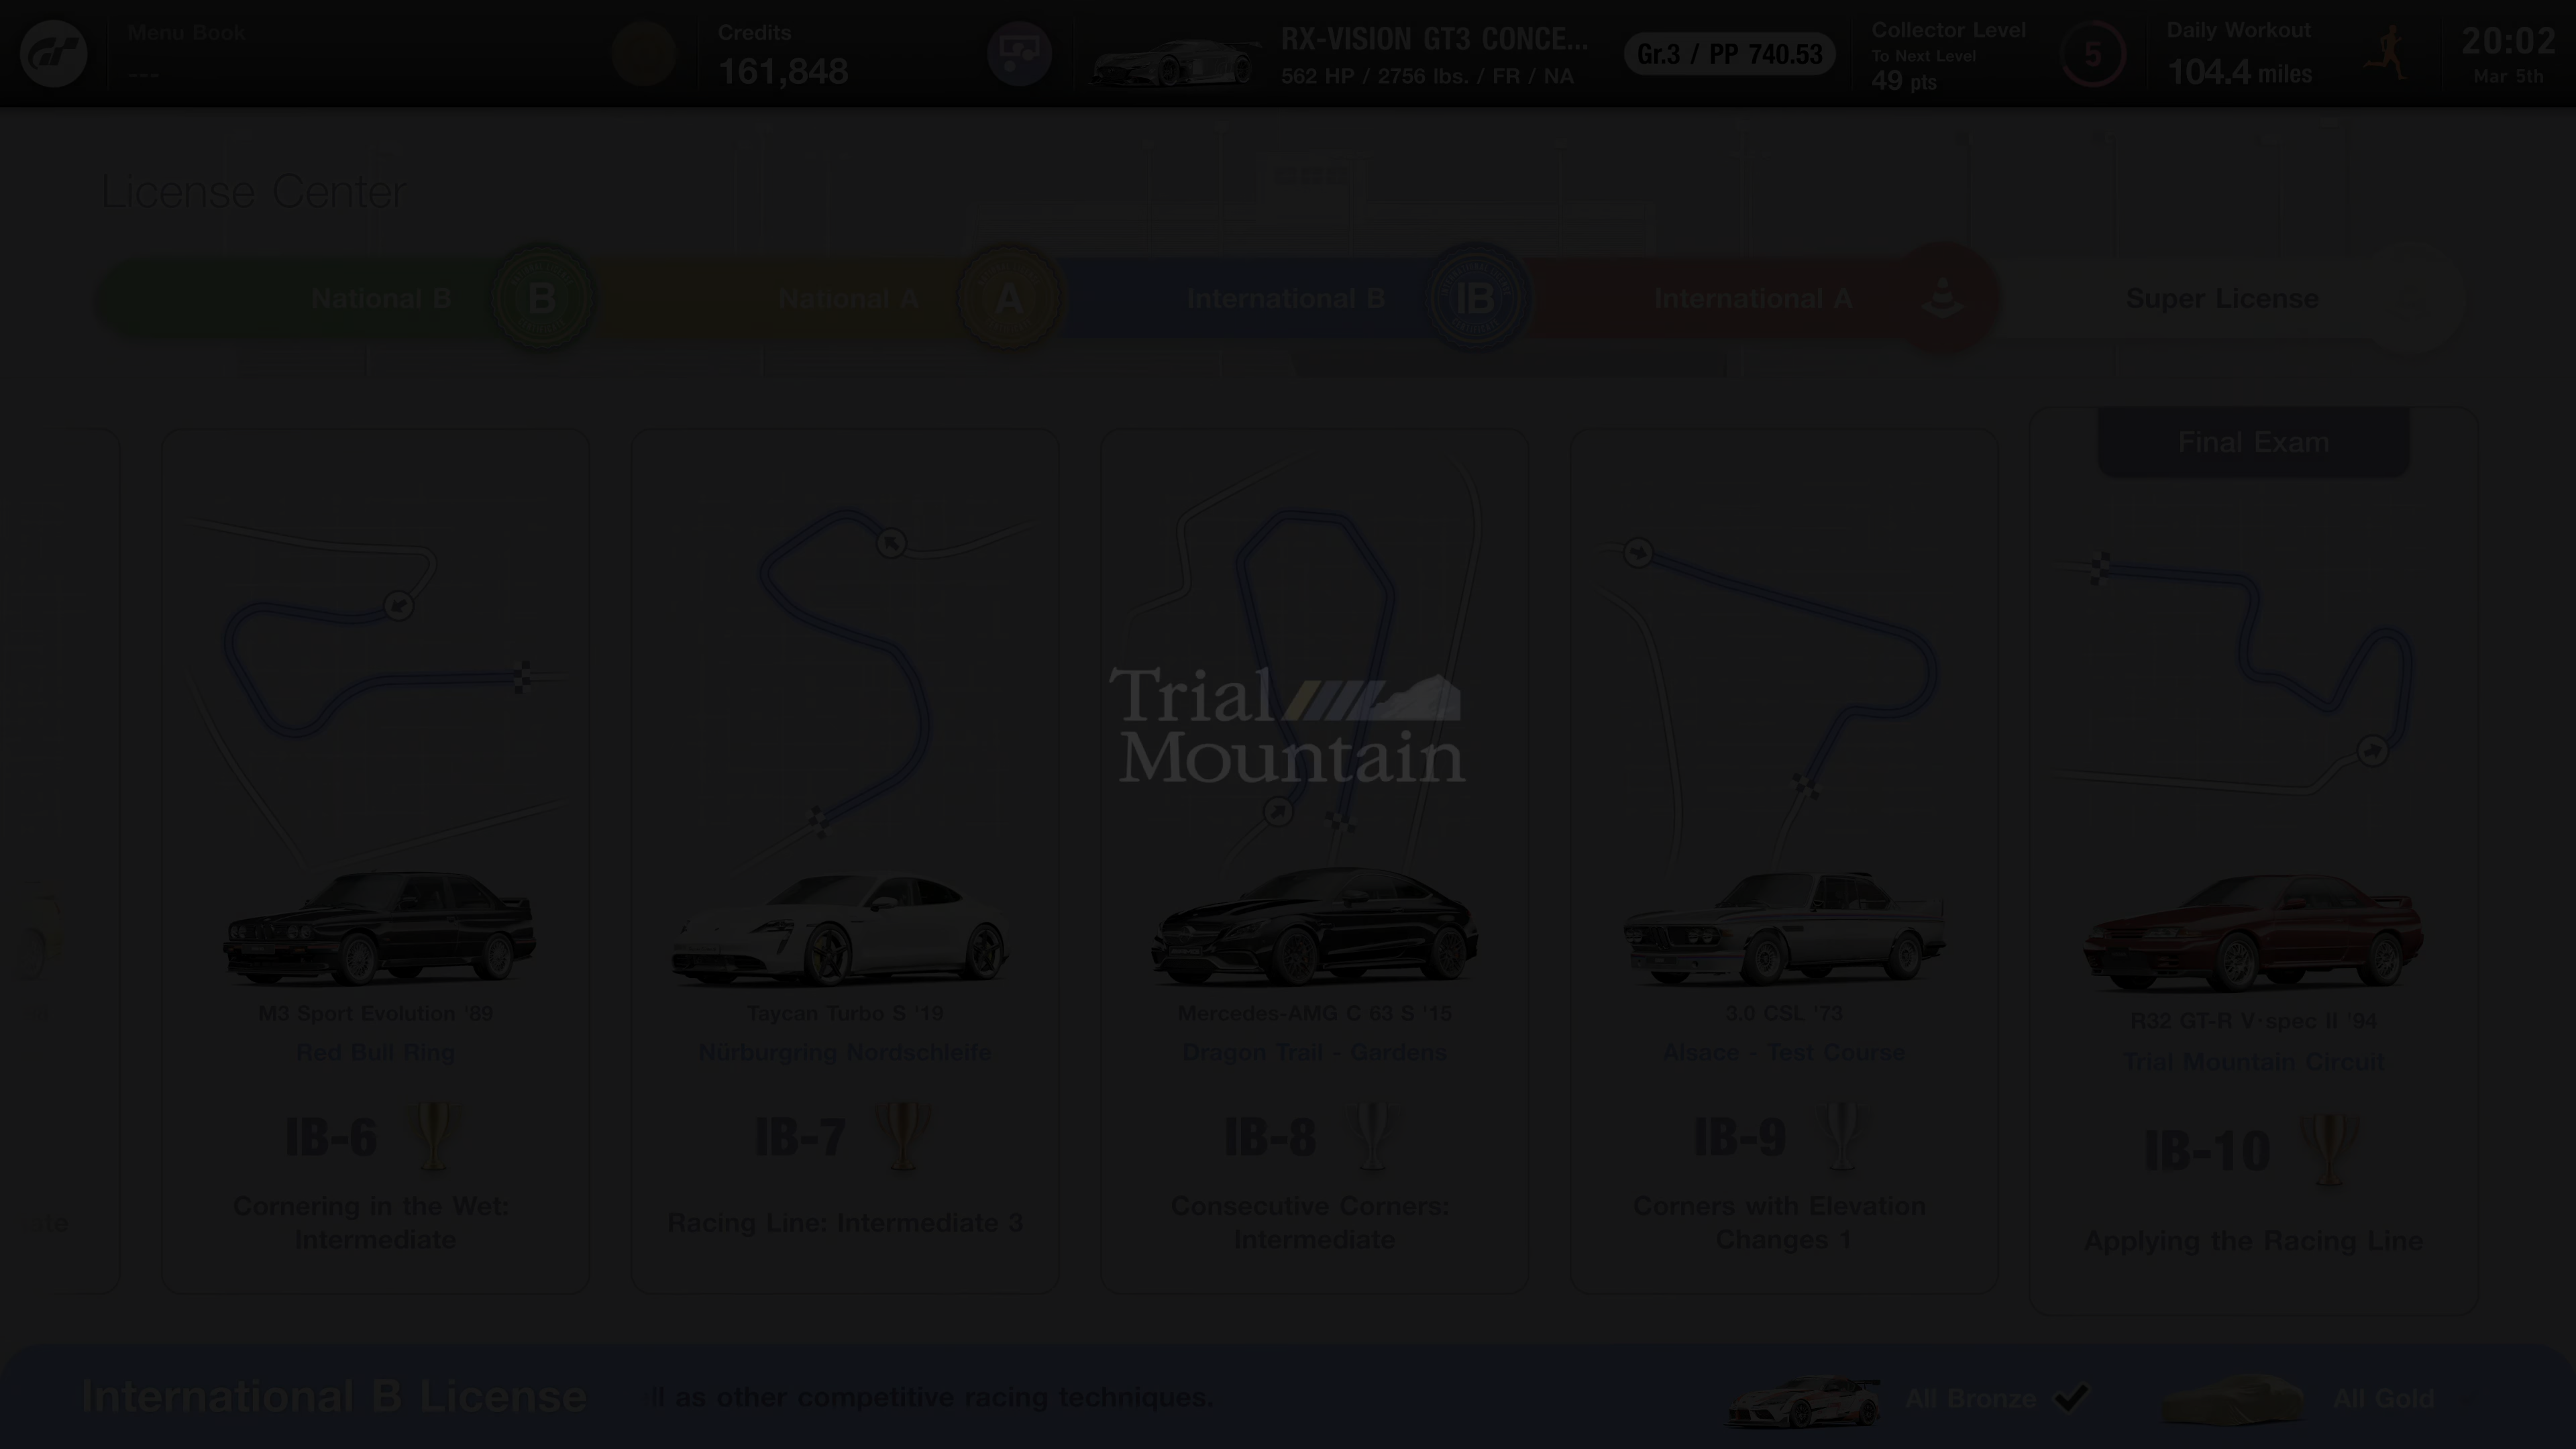 Menu Book
---
Credits
161,848
RX-VISION GT3 CONCE...
562 HP / 2756 lbs. / FR / NA
Gr.3 / PP 740.53
Collector Level
To Next Level
49 pts
5
Daily Workout
104.4 miles
20:02
Mar 5th
License Center
National B
B
National A
A
International B
IB
International A
Super License
Final Exam
Trial
Mountain
M3 Sport Evolution '89
Red Bull Ring
IB-6
Cornering in the Wet:
Intermediate
Taycan Turbo S '19
Nürburgring Nordschleife
IB-7
Racing Line: Intermediate 3
Mercedes-AMG C 63 S '15
Dragon Trail - Gardens
IB-8
Consecutive Corners:
Intermediate
3.0 CSL '73
Alsace - Test Course
IB-9
Corners with Elevation
Changes 1
R32 GT-R V·spec II '94
Trial Mountain Circuit
IB-10
Applying the Racing Line
International B License
ll as other competitive racing techniques.
All Bronze
All Gold